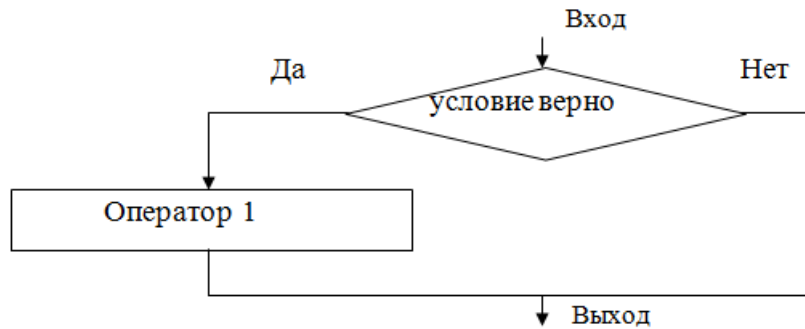 Вход
Да
Нет
условие верно
Оператор 1
Выход